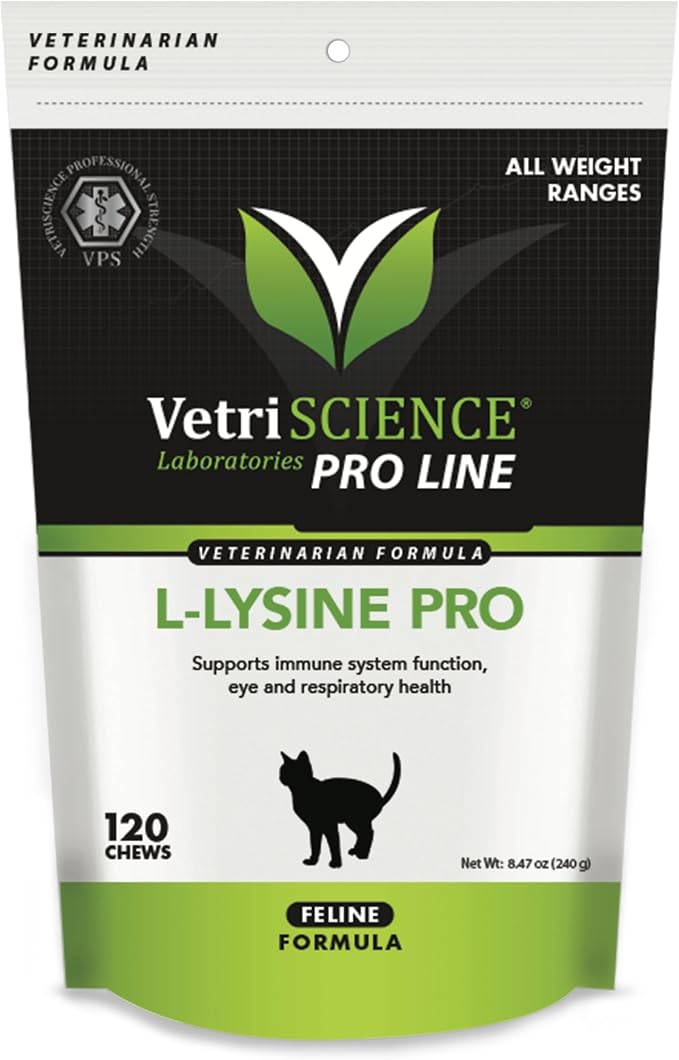 VETERINARIAN
FORMULA
VETRISCIENCE PROFESSIONAL STRENGTH
VPS
ALL WEIGHT
RANGES
VetriSCIENCE®
Laboratories PRO LINE
VETERINARIAN FORMULA
L-LYSINE PRO
Supports immune system function,
eye and respiratory health
120
CHEWS
Net Wt: 8.47 oz (240 g)
FELINE
FORMULA